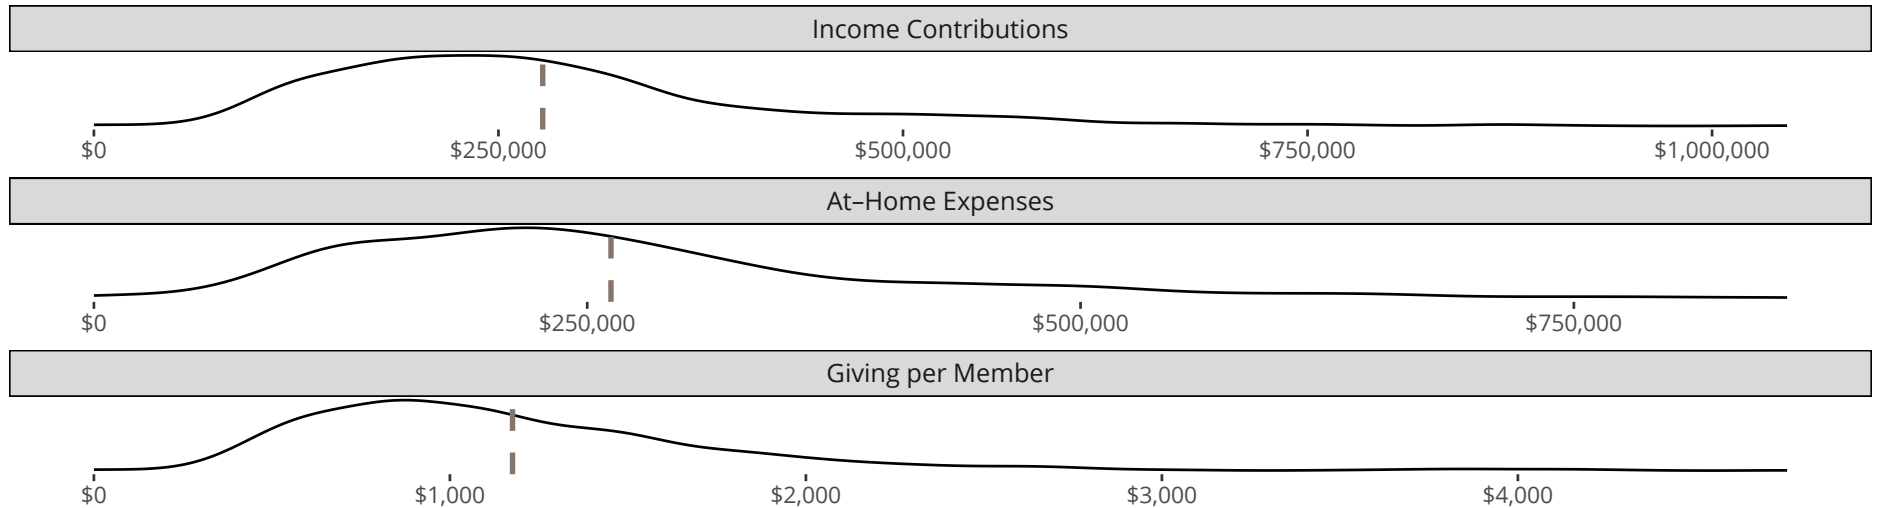 Income Contributions
$0 $250,000 $500,000 $750,000 $1,000,000
At–Home Expenses
$0 $250,000 $500,000 $750,000
Giving per Member
$0 $1,000 $2,000 $3,000 $4,000